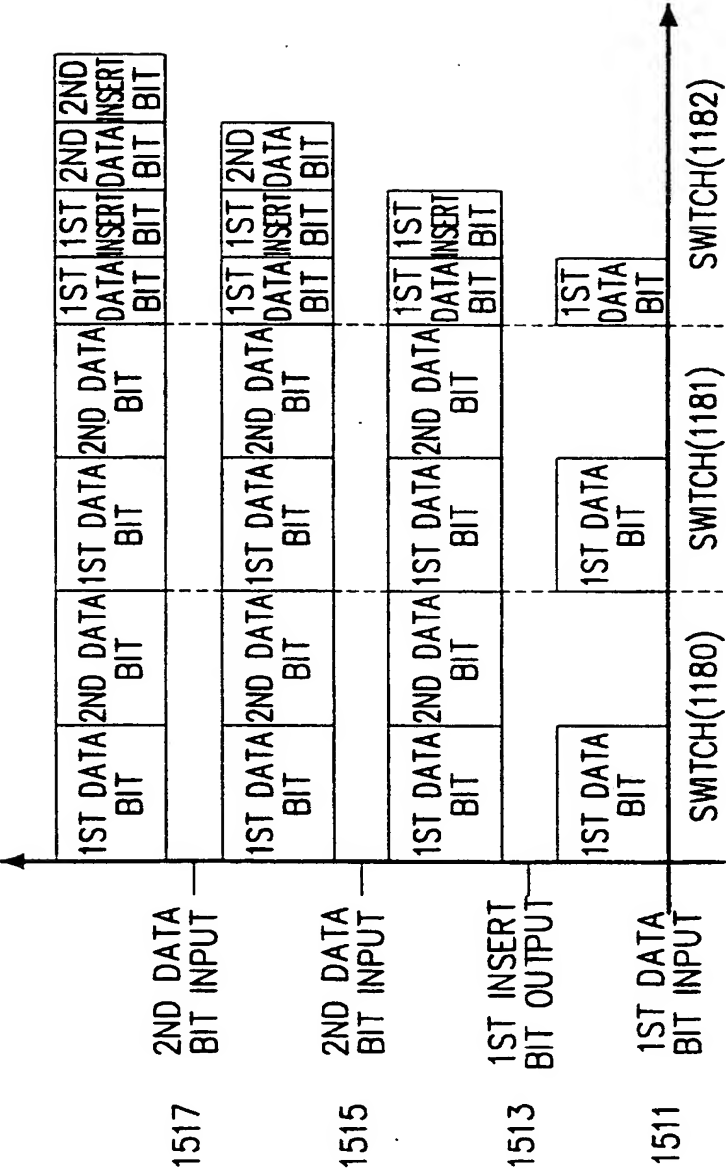 1ST DATA
BIT
2ND DATA
BIT
1ST DATA
BIT
2ND DATA
BIT
1ST
DATA
BIT
1ST
INSERT
BIT
2ND
DATA
BIT
2ND
INSERT
BIT
1517
2ND DATA
BIT INPUT
1ST DATA
BIT
2ND DATA
BIT
1ST DATA
BIT
2ND DATA
BIT
1ST
DATA
BIT
1ST
INSERT
BIT
2ND
DATA
BIT
1515
2ND DATA
BIT INPUT
1ST DATA
BIT
2ND DATA
BIT
1ST DATA
BIT
2ND DATA
BIT
1ST
DATA
BIT
1ST
INSERT
BIT
1513
1ST INSERT
BIT OUTPUT
1ST DATA
BIT
1ST DATA
BIT
1ST
DATA
BIT
1511
1ST DATA
BIT INPUT
SWITCH(1180)
SWITCH(1181)
SWITCH(1182)